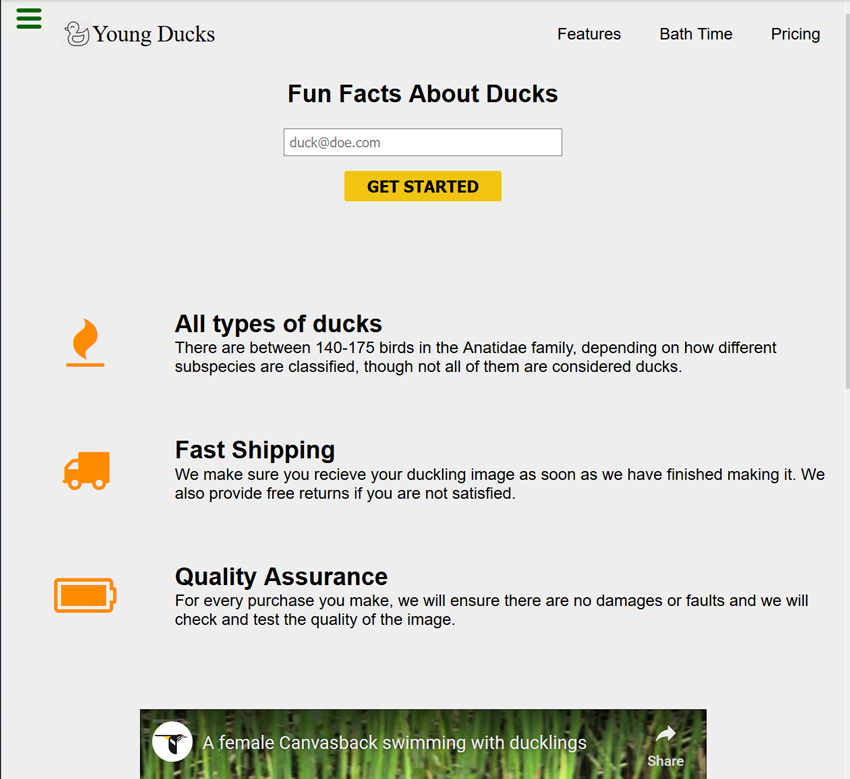 Young Ducks
Features
Bath Time
Pricing
Fun Facts About Ducks
duck@doe.com
GET STARTED
All types of ducks
There are between 140-175 birds in the Anatidae family, depending on how different
subspecies are classified, though not all of them are considered ducks.
Fast Shipping
We make sure you recieve your duckling image as soon as we have finished making it. We
also provide free returns if you are not satisfied.
Quality Assurance
For every purchase you make, we will ensure there are no damages or faults and we will
check and test the quality of the image.
A female Canvasback swimming with ducklings
Share